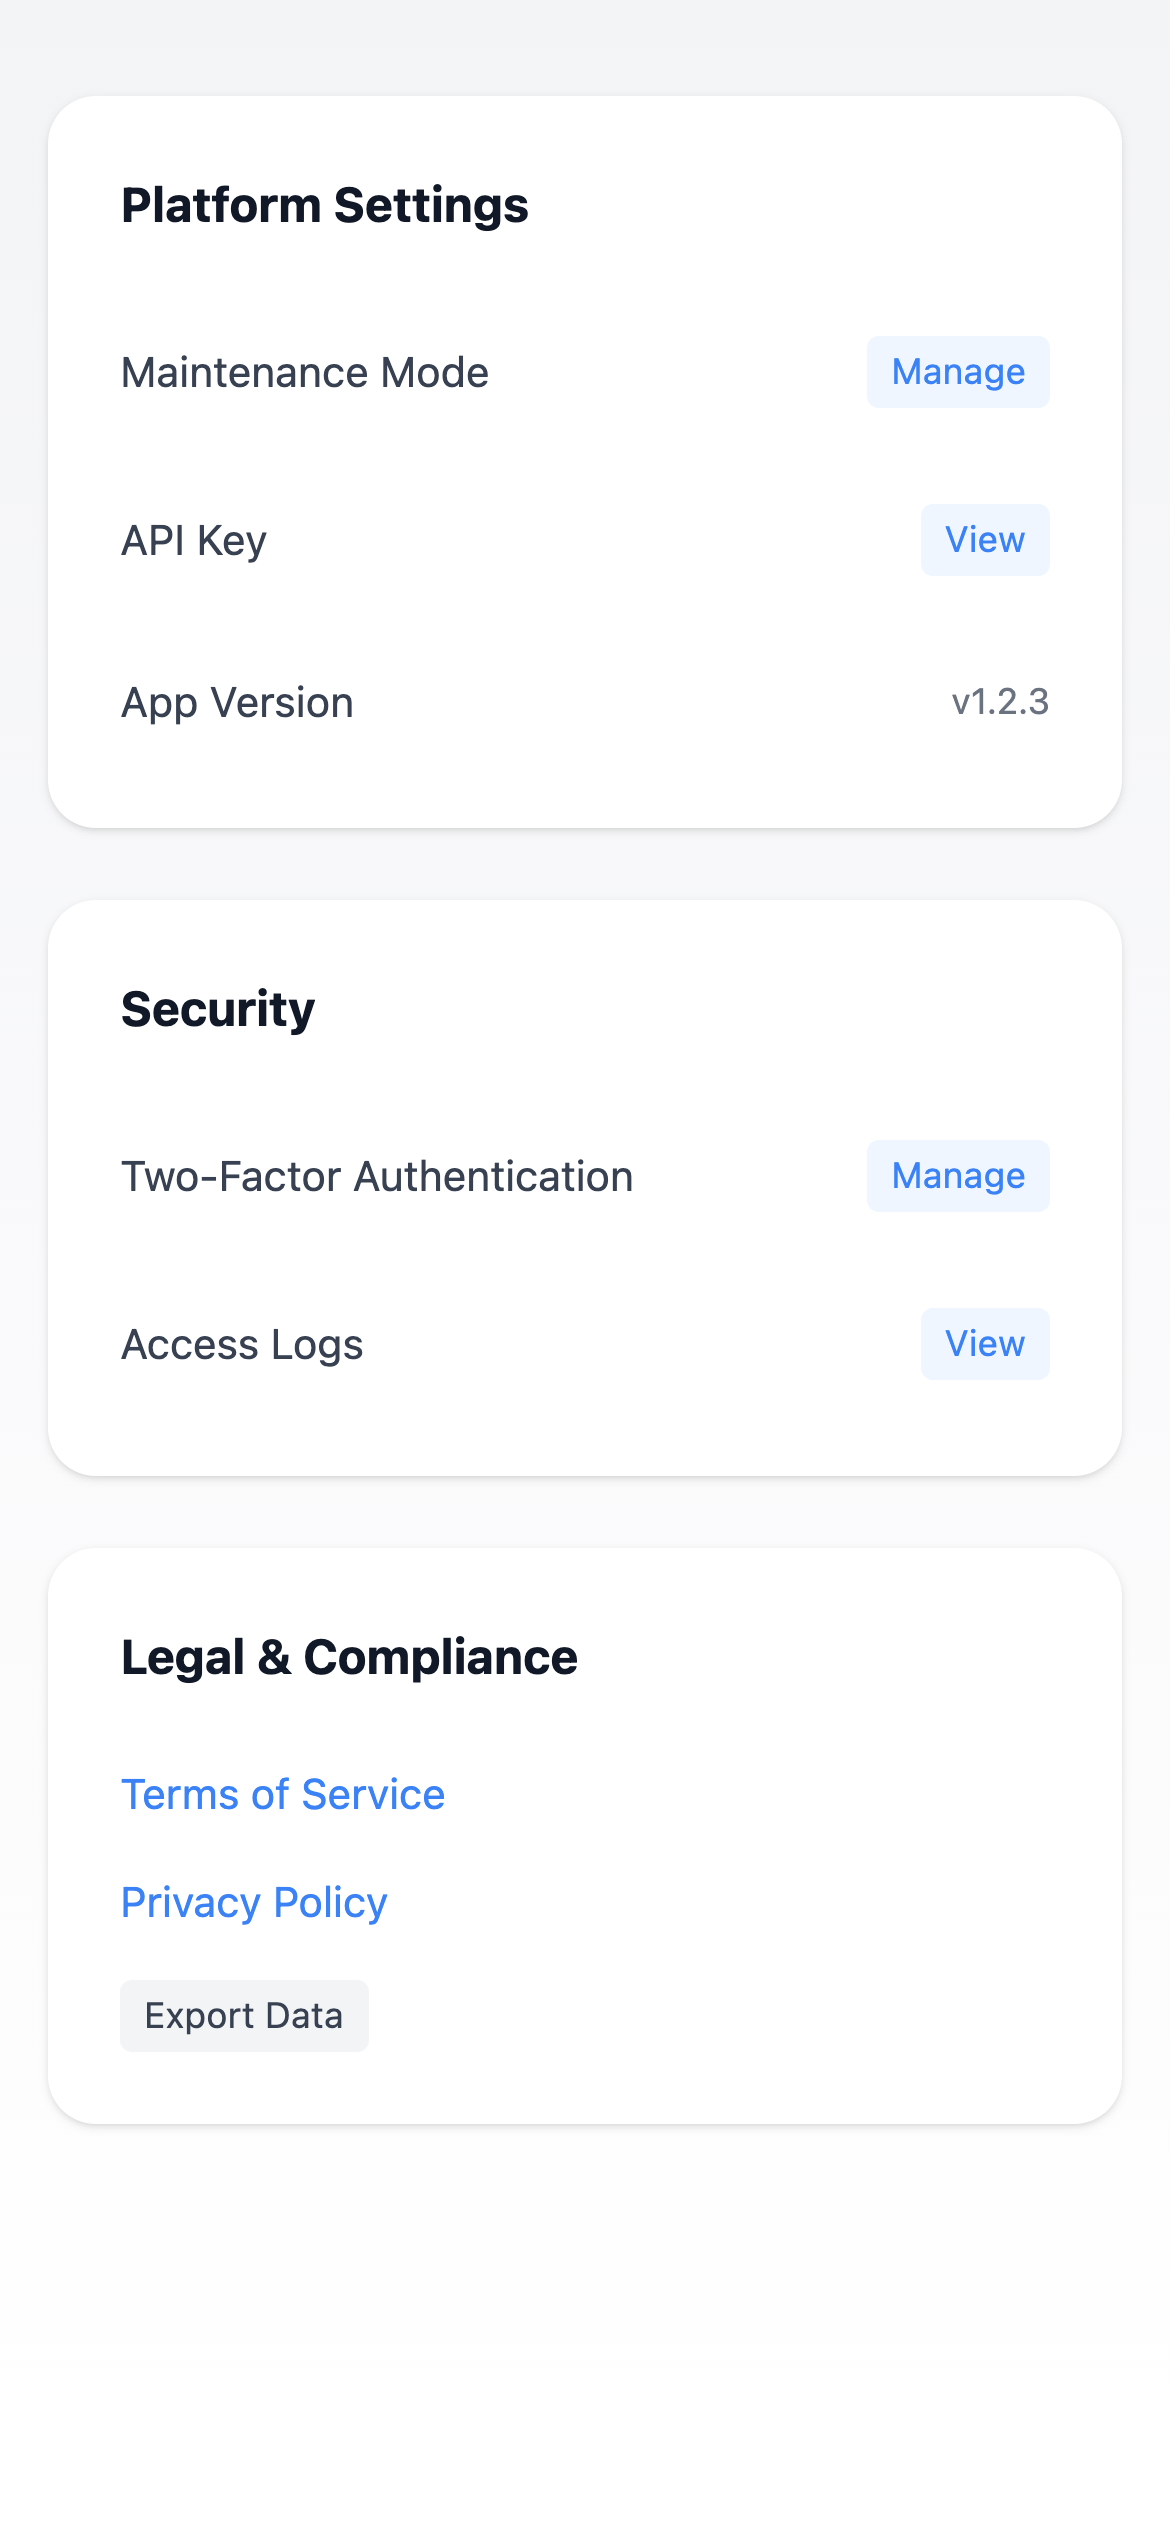 Platform Settings
Maintenance Mode Manage
API Key View
App Version v1.2.3
Security
Two-Factor Authentication Manage
Access Logs View
Legal & Compliance
Terms of Service
Privacy Policy
Export Data